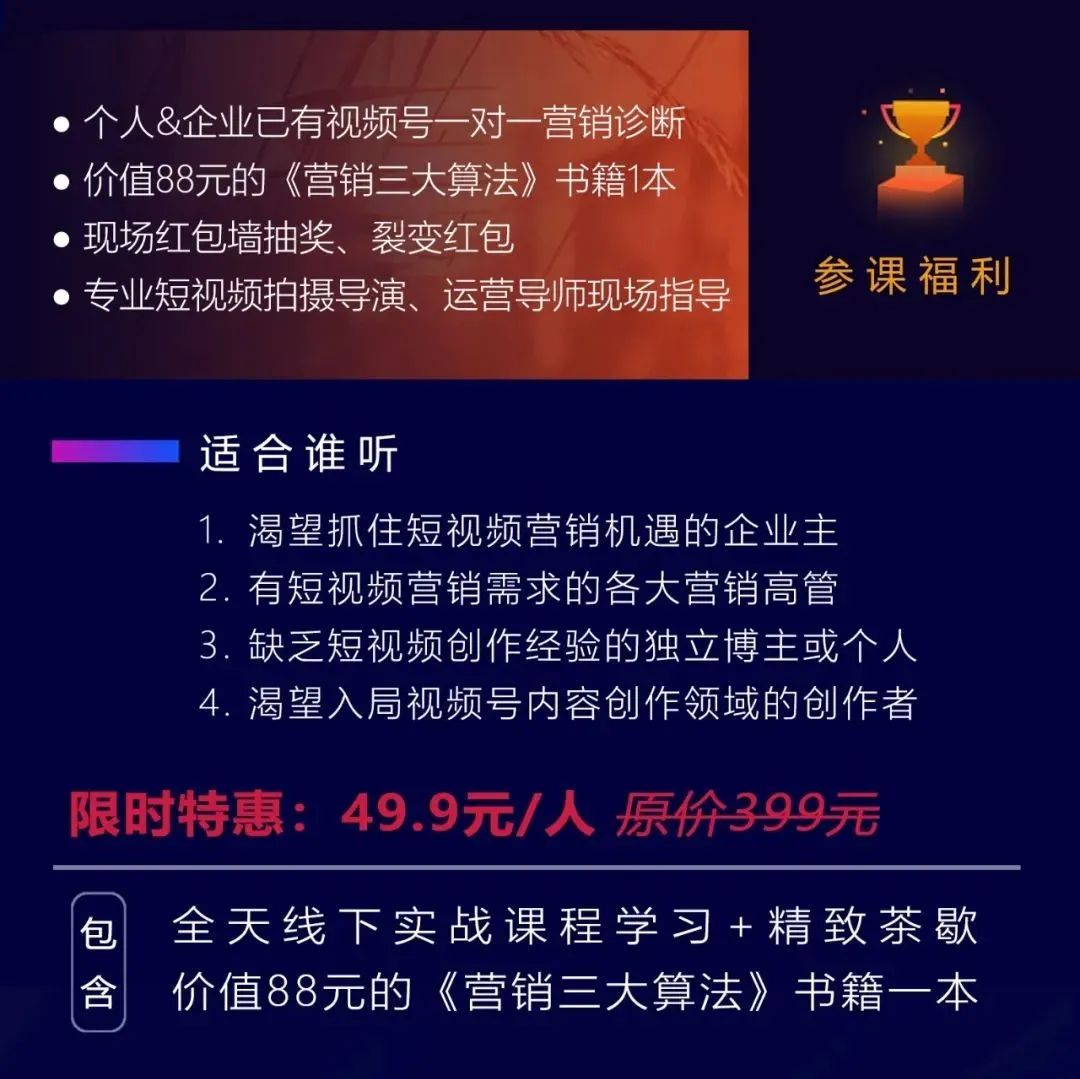 ● 个人&企业已有视频号一对一营销诊断
● 价值88元的《营销三大算法》书籍1本
● 现场红包墙抽奖、裂变红包
● 专业短视频拍摄导演、运营导师现场指导
参课福利
适合谁听
1. 渴望抓住短视频营销机遇的企业主
2. 有短视频营销需求的各大营销高管
3. 缺乏短视频创作经验的独立博主或个人
4. 渴望入局视频号内容创作领域的创作者
限时特惠：49.9元/人 原价399元
包含
全天线下实战课程学习+精致茶歇
价值88元的《营销三大算法》书籍一本